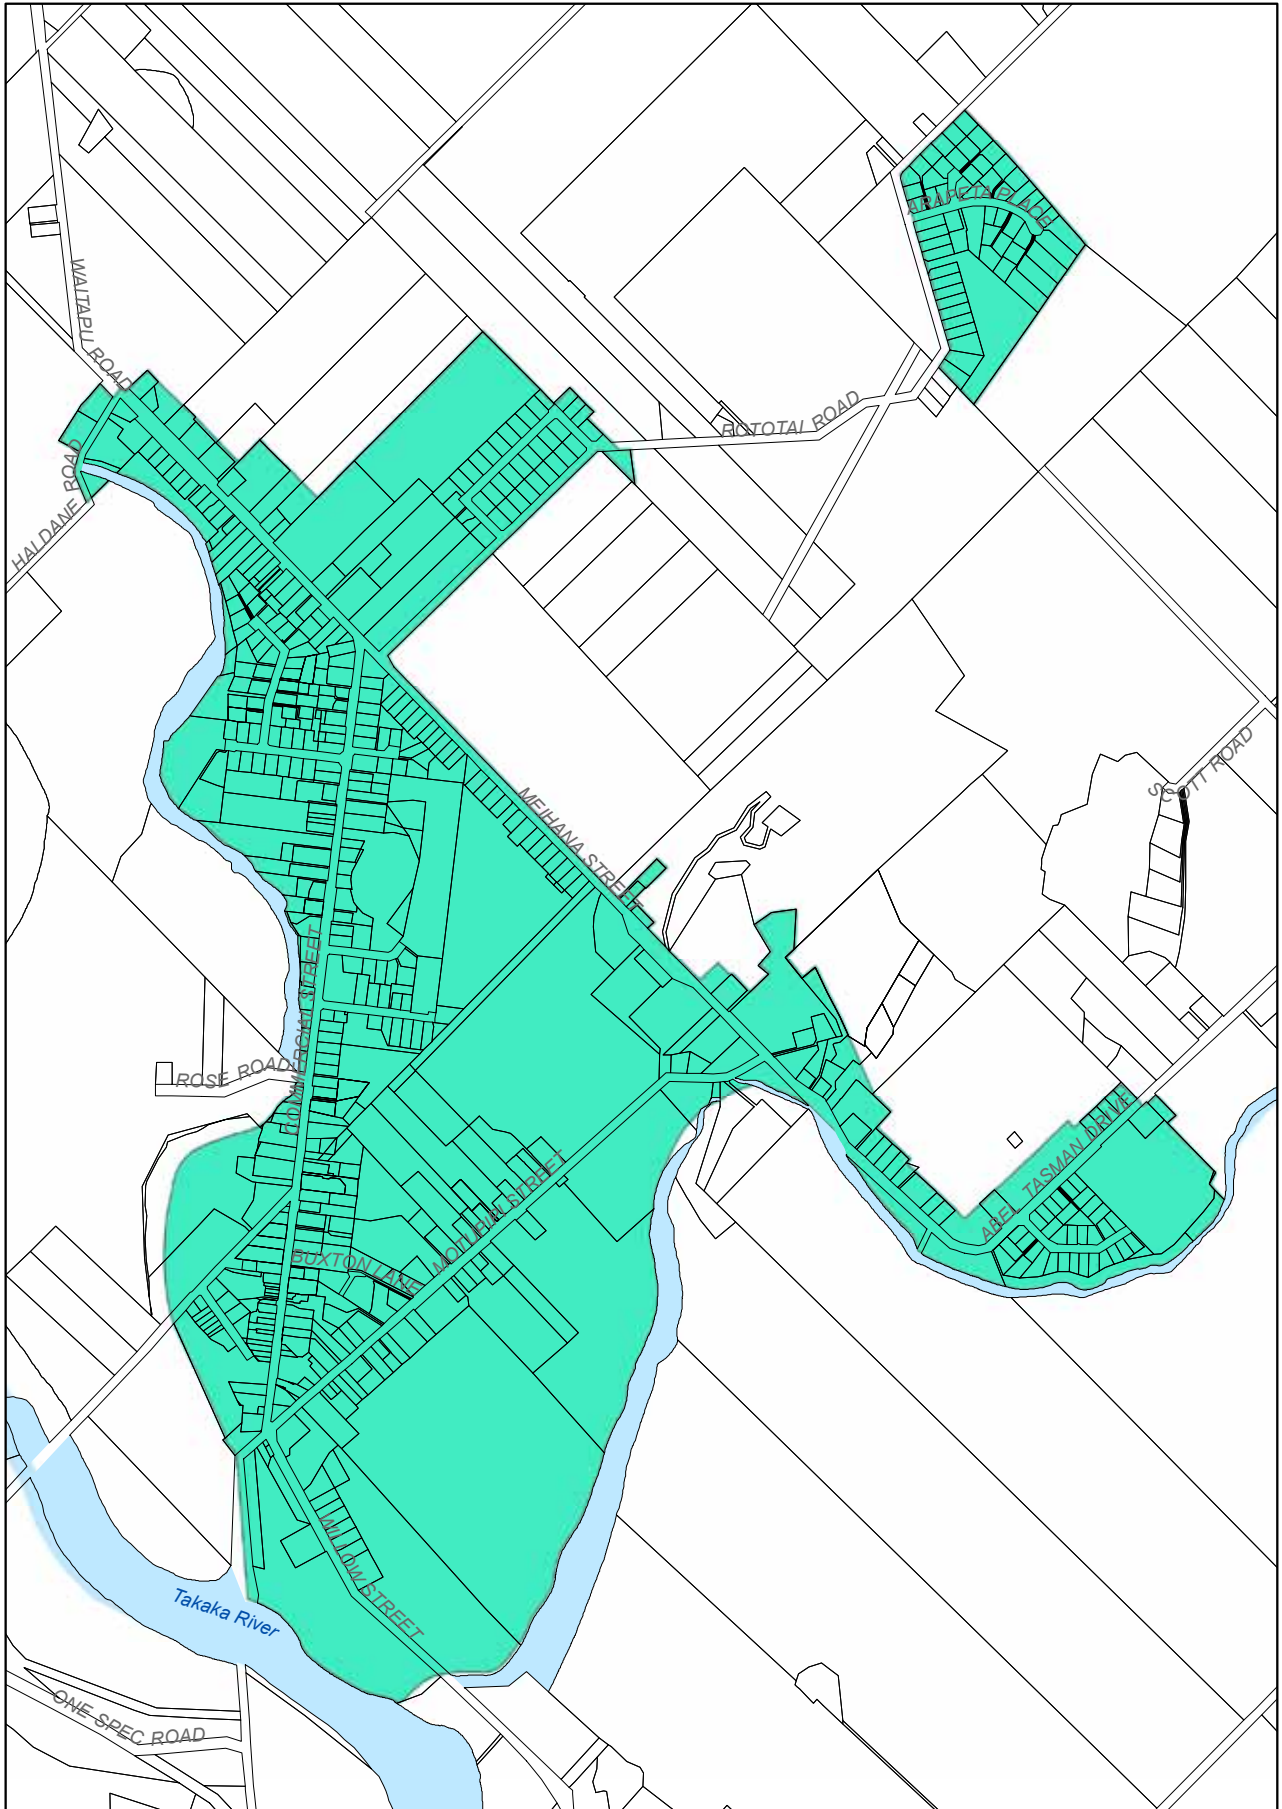 ARAPETA PLACE
WAITAPU ROAD
ROTOTAI ROAD
HALDANE ROAD
SCOTT ROAD
MEIHANA STREET
COMMERCIAL STREET
ROSE ROAD
ABEL TASMAN DRIVE
MOTUPIPI STREET
BUXTON LANE
WILLOW STREET
Takaka River
ONE SPEC ROAD